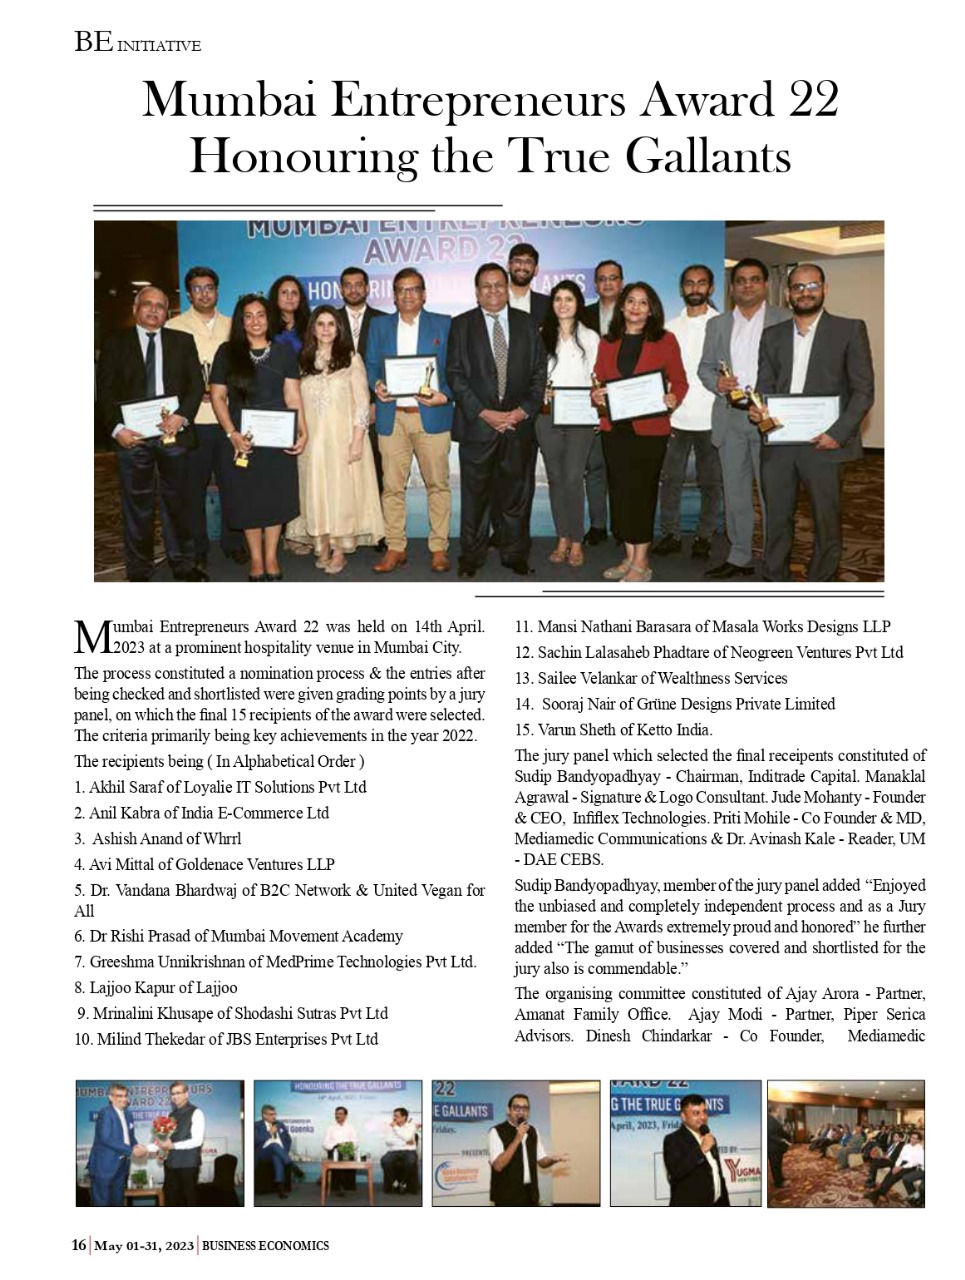 BE INITIATIVE
Mumbai Entrepreneurs Award 22
Honouring the True Gallants
MUMBAI ENTREPRENEURS
AWARD 22
Mumbai Entrepreneurs Award 22 was held on 14th April.
2023 at a prominent hospitality venue in Mumbai City.
The process constituted a nomination process & the entries after
being checked and shortlisted were given grading points by a jury
panel, on which the final 15 recipients of the award were selected.
The criteria primarily being key achievements in the year 2022.
The recipients being ( In Alphabetical Order )
1. Akhil Saraf of Loyalie IT Solutions Pvt Ltd
2. Anil Kabra of India E-Commerce Ltd
3. Ashish Anand of Whrrl
4. Avi Mittal of Goldenace Ventures LLP
5. Dr. Vandana Bhardwaj of B2C Network & United Vegan for
All
6. Dr Rishi Prasad of Mumbai Movement Academy
7. Greeshma Unnikrishnan of MedPrime Technologies Pvt Ltd.
8. Lajjoo Kapur of Lajjoo
9. Mrinalini Khusape of Shodashi Sutras Pvt Ltd
10. Milind Thekedar of JBS Enterprises Pvt Ltd
11. Mansi Nathani Barasara of Masala Works Designs LLP
12. Sachin Lalasaheb Phadtare of Neogreen Ventures Pvt Ltd
13. Sailee Velankar of Wealthness Services
14. Sooraj Nair of Grüne Designs Private Limited
15. Varun Sheth of Ketto India.
The jury panel which selected the final receipents constituted of
Sudip Bandyopadhyay - Chairman, Inditrade Capital. Manaklal
Agrawal - Signature & Logo Consultant. Jude Mohanty - Founder
& CEO, Infiflex Technologies. Priti Mohile - Co Founder & MD,
Mediamedic Communications & Dr. Avinash Kale - Reader, UM
- DAE CEBS.
Sudip Bandyopadhyay, member of the jury panel added “Enjoyed
the unbiased and completely independent process and as a Jury
member for the Awards extremely proud and honored” he further
added “The gamut of businesses covered and shortlisted for the
jury also is commendable.”
The organising committee constituted of Ajay Arora - Partner,
Amanat Family Office. Ajay Modi - Partner, Piper Serica
Advisors. Dinesh Chindarkar - Co Founder, Mediamedic
HONOURING THE TRUE GALLANTS
14th April, 2023, Friday.
Goenka
22
E GALLANTS
Friday.
PRESENTE
AWARD 22
G THE TRUE GALLANTS
April, 2023, Frid
ED BY:
YUGMA
VENTURES
16 May 01-31, 2023 BUSINESS ECONOMICS